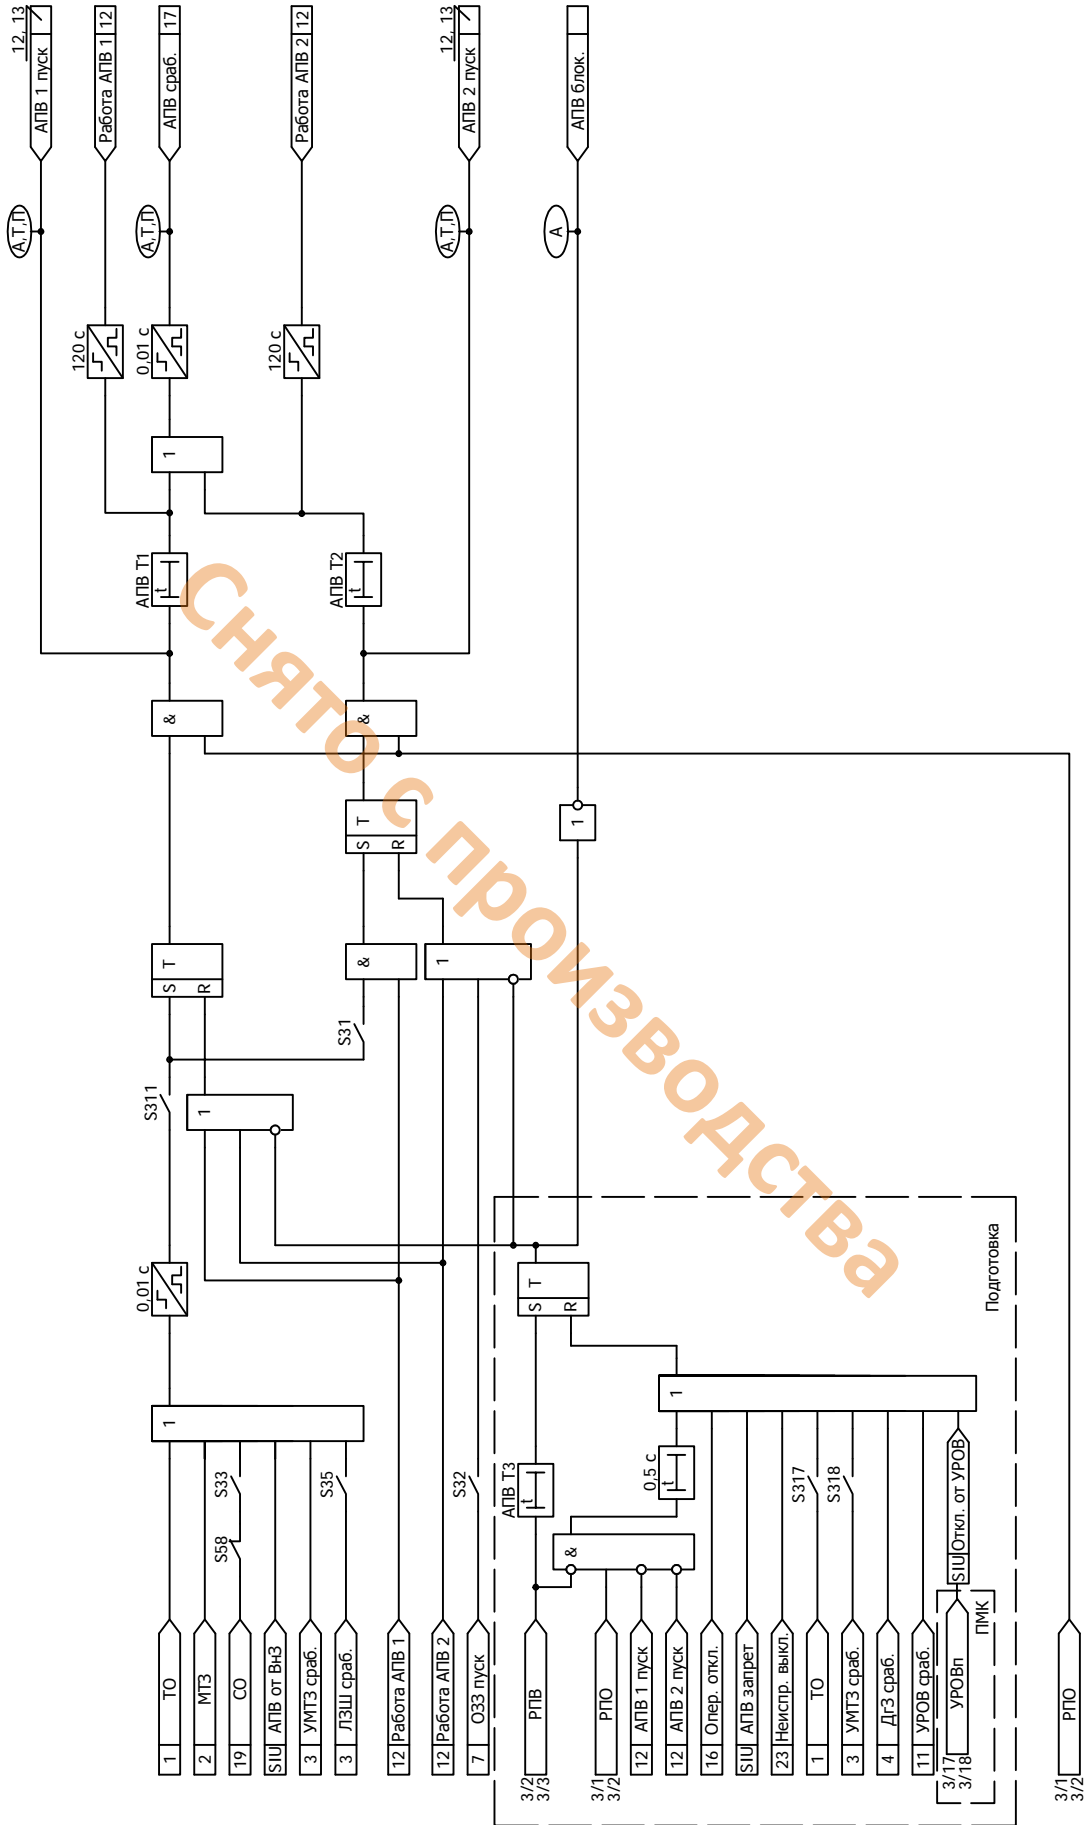 12, 13
АПВ 1 пуск
Работа АПВ 1 12
АПВ сраб. 17
Работа АПВ 2 12
12, 13
АПВ 2 пуск
АПВ блок.
А,Т,П
А,Т,П
А,Т,П
А
120 с
0,01 с
120 с
1
АПВ Т1
t
АПВ Т2
t
&
&
S T
R
1
S T
R
&
1
S31
S311
1
0,01 с
S T
R
Подготовка
1
1
S33
S58
S35
S32
АПВ Т3
t
0,5 с
t
S317
S318
&
1 ТО
2 МТЗ
19 СО
SIU АПВ от ВнЗ
3 УМТЗ сраб.
3 ЛЗШ сраб.
12 Работа АПВ 1
12 Работа АПВ 2
7 ОЗЗ пуск
3/2
3/3
РПВ
3/1
3/2
РПО
12 АПВ 1 пуск
12 АПВ 2 пуск
16 Опер. откл.
SIU АПВ запрет
23 Неиспр. выкл.
1 ТО
3 УМТЗ сраб.
4 ДгЗ сраб.
11 УРОВ сраб.
SIU Откл. от УРОВ
3/17
3/18
УРОВп
ПМК
3/1
3/2
РПО
Снято с производства